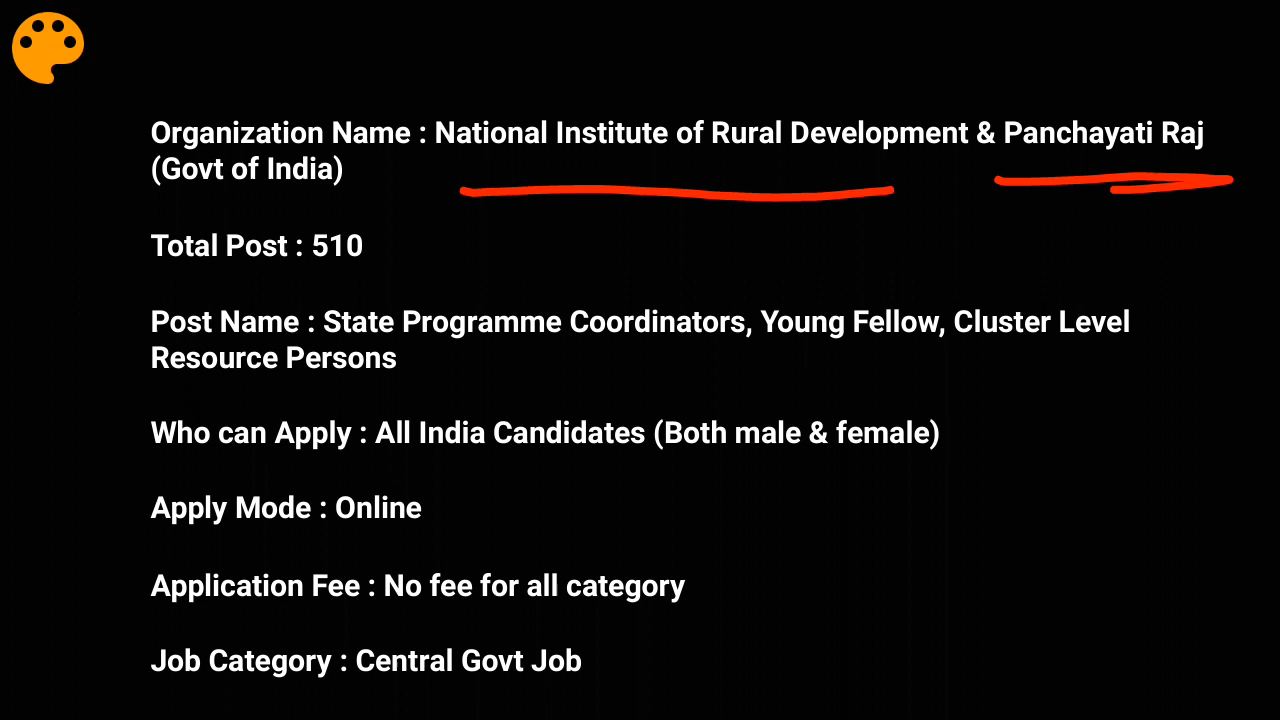 Organization Name : National Institute of Rural Development & Panchayati Raj
(Govt of India)
Total Post : 510
Post Name : State Programme Coordinators, Young Fellow, Cluster Level
Resource Persons
Who can Apply : All India Candidates (Both male & female)
Apply Mode : Online
Application Fee : No fee for all category
Job Category : Central Govt Job